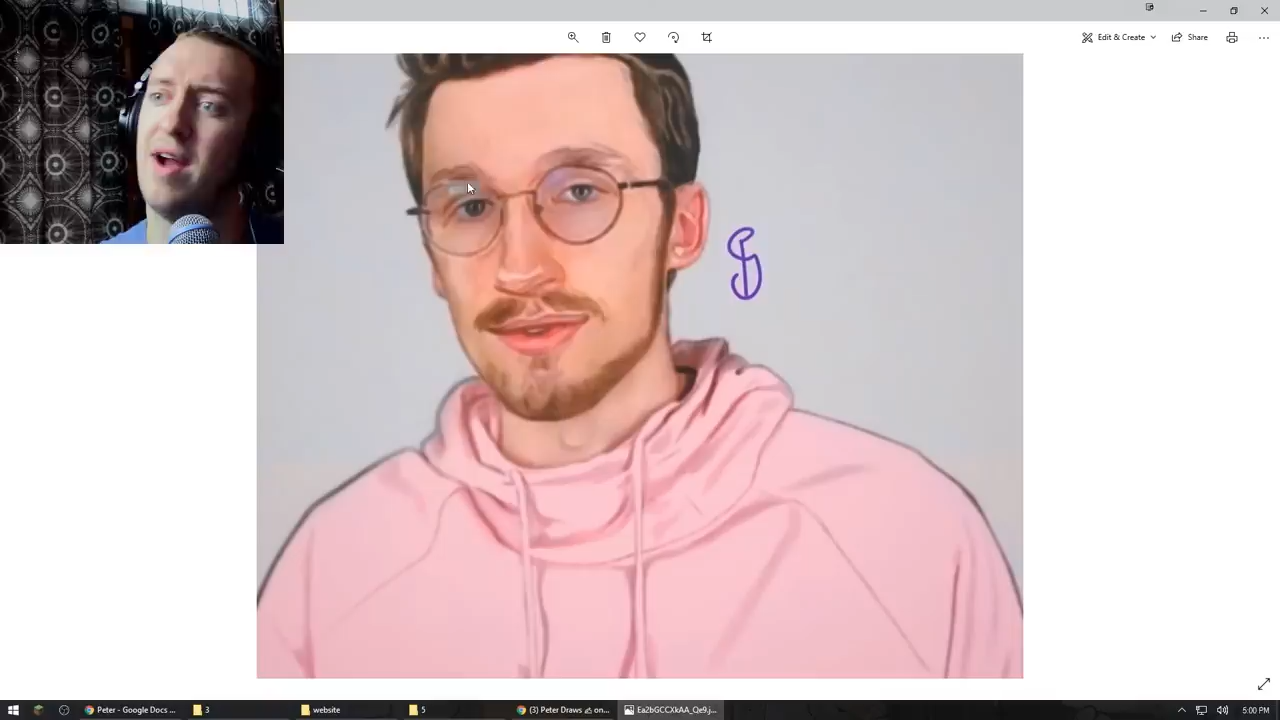 Edit & Create
Share
Peter - Google Docs ...
3
website
5
(3) Peter Draws ✍ on...
Ea2bGCCXkAA_Qe9.j...
5:00 PM